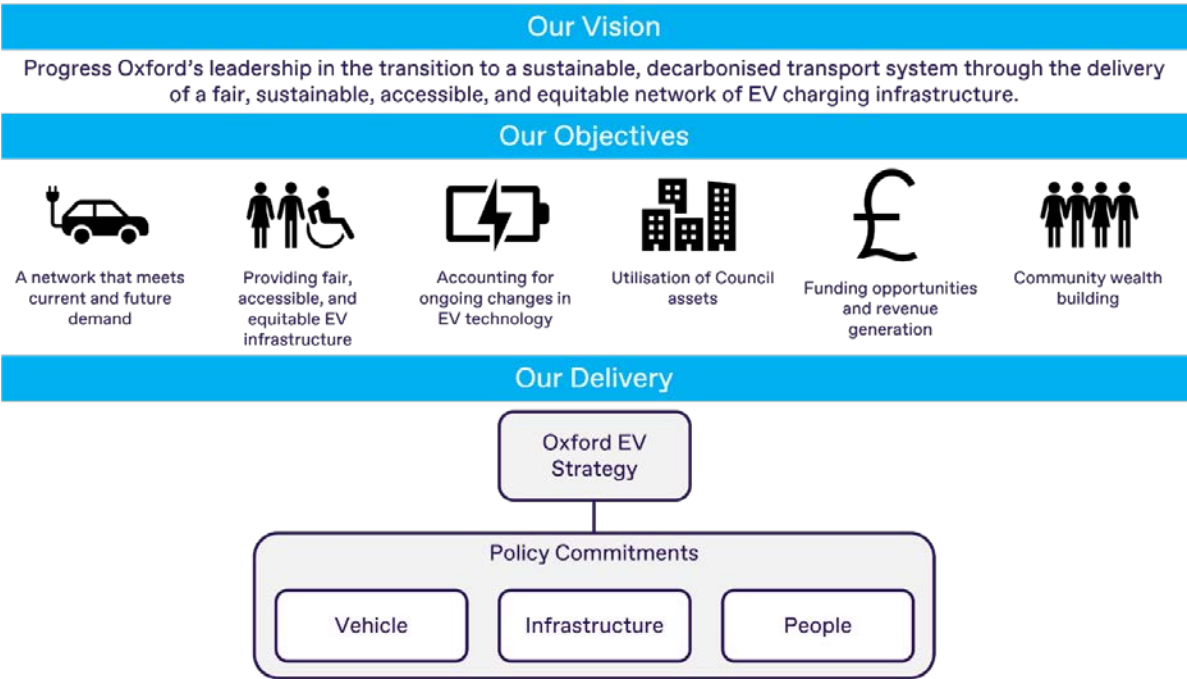 Our Vision
Progress Oxford's leadership in the transition to a sustainable, decarbonised transport system through the delivery
of a fair, sustainable, accessible, and equitable network of EV charging infrastructure.
Our Objectives
A network that meets
current and future
demand
Providing fair,
accessible, and
equitable EV
infrastructure
Accounting for
ongoing changes in
EV technology
Utilisation of Council
assets
£
Funding opportunities
and revenue
generation
Community wealth
building
Our Delivery
Oxford EV
Strategy
Policy Commitments
Vehicle
Infrastructure
People